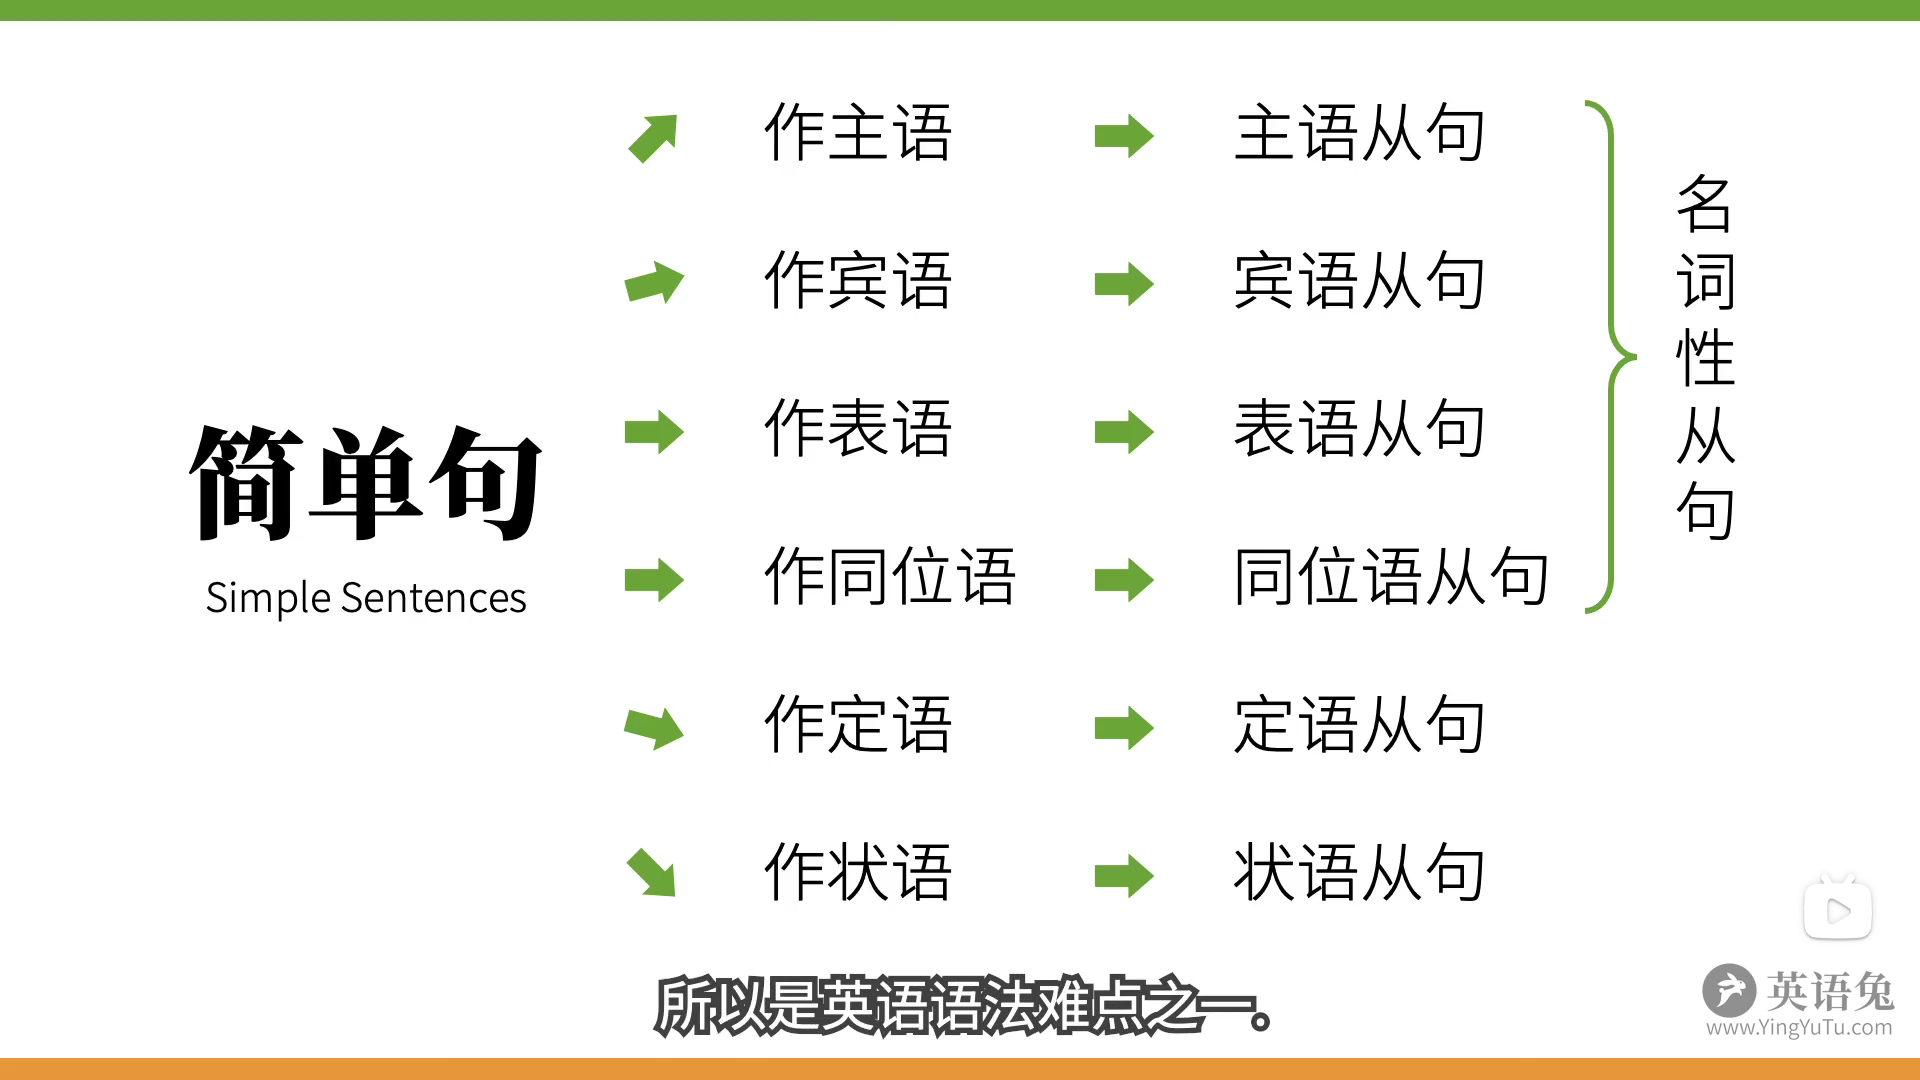 简单句
Simple Sentences
作主语 主语从句
作宾语 宾语从句
作表语 表语从句
作同位语 同位语从句
作定语 定语从句
作状语 状语从句
名词性从句
所以是英语语法难点之一。
英语兔
www.YingYuTu.com